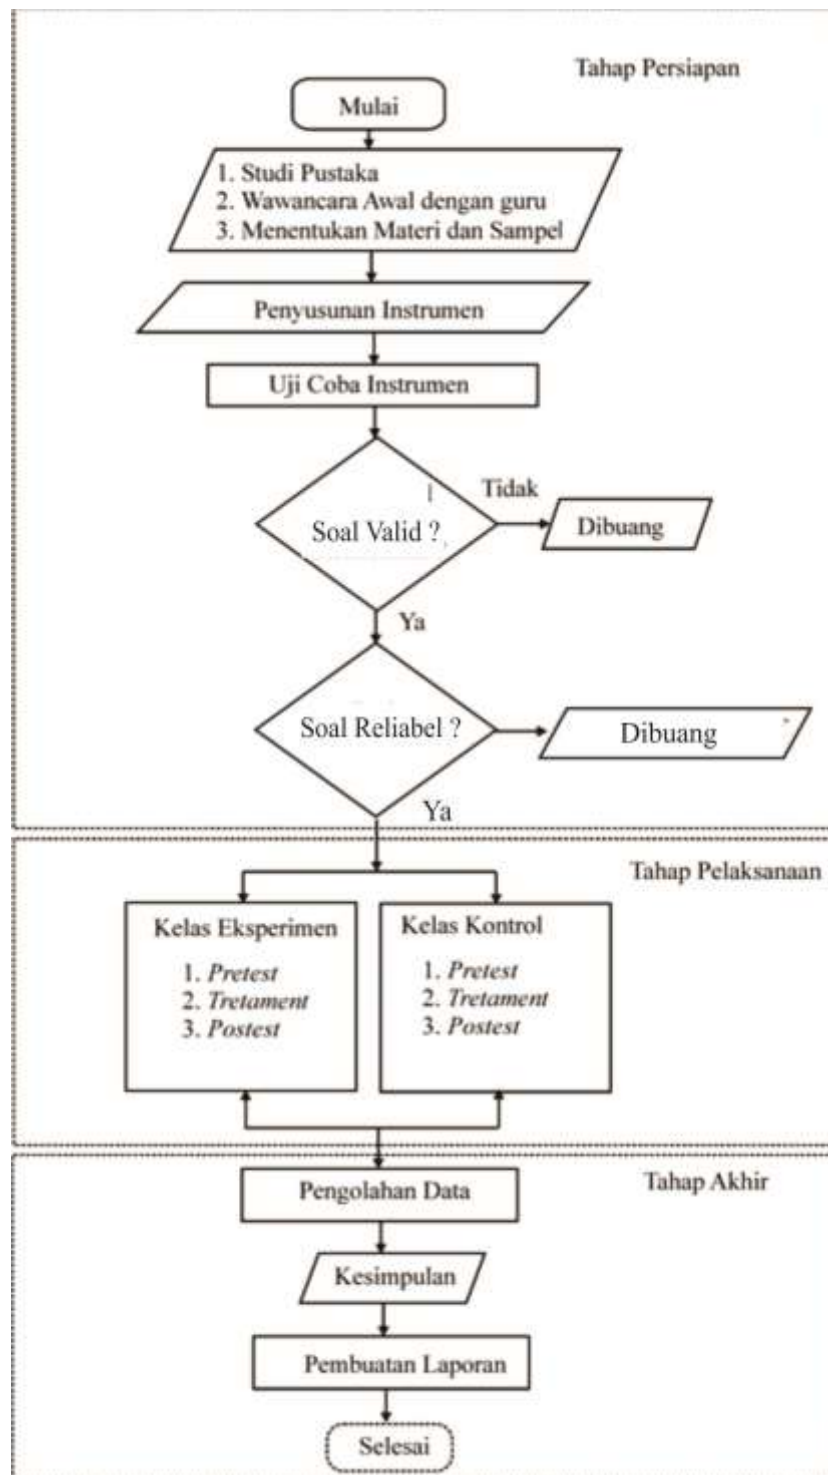 Tahap Persiapan
Mulai
1. Studi Pustaka
2. Wawancara Awal dengan guru
3. Menentukan Materi dan Sampel
Penyusunan Instrumen
Uji Coba Instrumen
Tidak
Soal Valid ?
Dibuang
Ya
Soal Reliabel ?
Dibuang
Ya
Tahap Pelaksanaan
Kelas Eksperimen
1. Pretest
2. Tretament
3. Postest
Kelas Kontrol
1. Pretest
2. Tretament
3. Postest
Tahap Akhir
Pengolahan Data
Kesimpulan
Pembuatan Laporan
Selesai